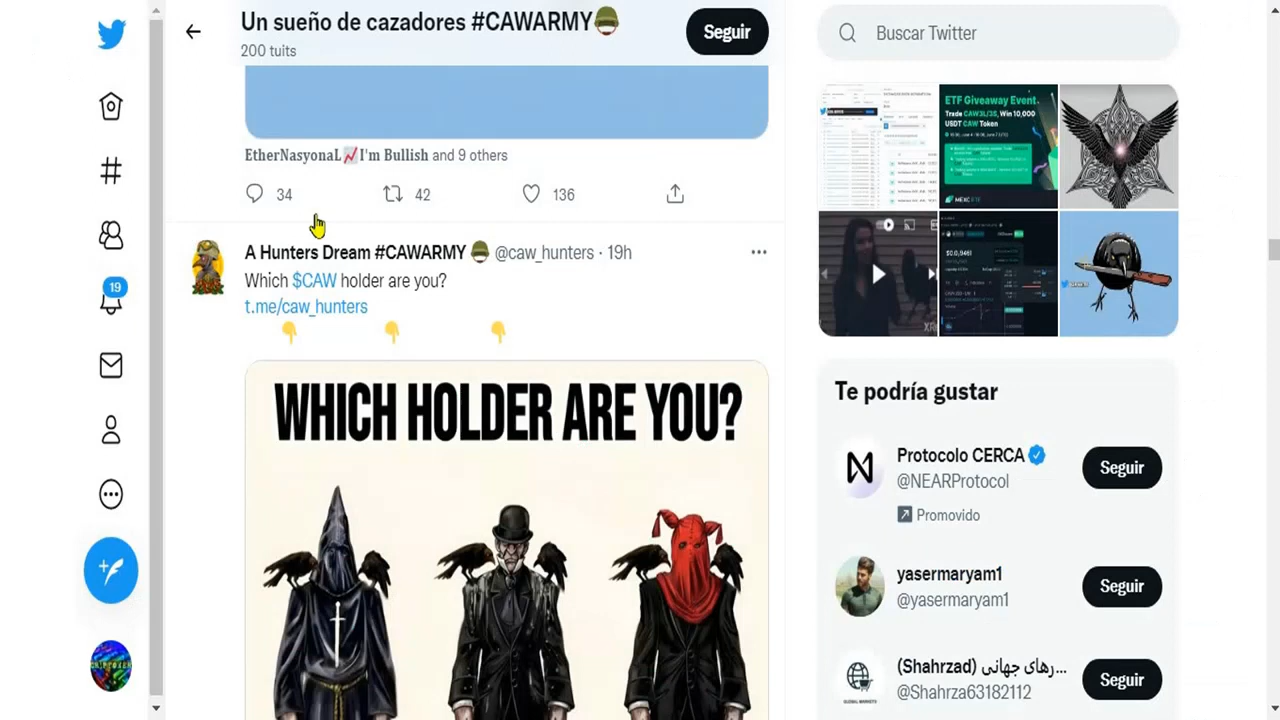 Un sueño de cazadores #CAWARMY
200 tuits
Seguir
Buscar Twitter
and 9 others
I'm Bullish
34
42
136
A Hunters Dream #CAWARMY
@caw_hunters · 19h
Which $CAW holder are you?
t.me/caw_hunters
WHICH HOLDER ARE YOU?
19
ETF Giveaway Event
Trade CAW3L/3S, Win 10,000
USDT CAW Token
Te podría gustar
Protocolo CERCA
@NEARProtocol
Promovido
Seguir
yasermaryam1
@yasermaryam1
Seguir
(Shahrzad) رهای جهانی...
@Shahrza63182112
Seguir
GLOBAL MARKETS